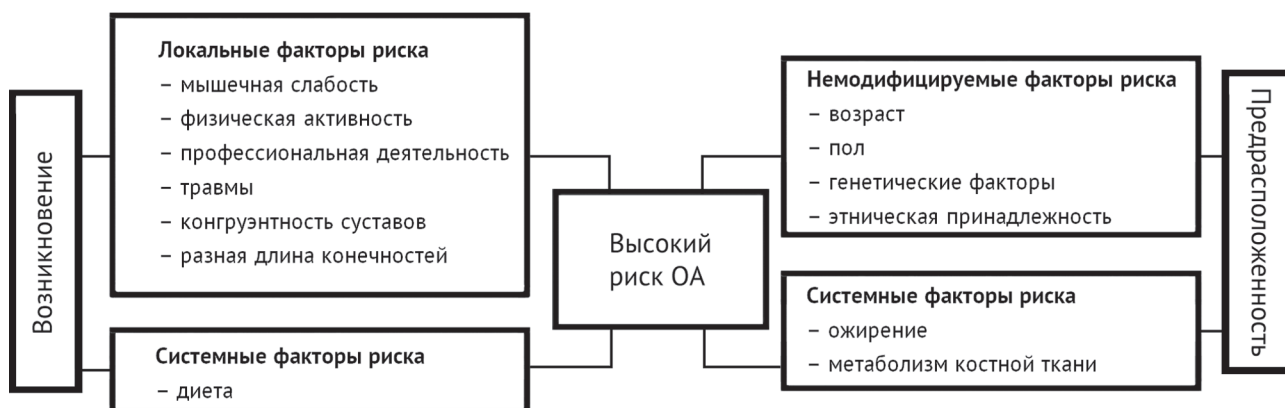 Возникновение
Локальные факторы риска
– мышечная слабость
– физическая активность
– профессиональная деятельность
– травмы
– конгруэнтность суставов
– разная длина конечностей
Системные факторы риска
– диета
Высокий
риск ОА
Немодифицируемые факторы риска
– возраст
– пол
– генетические факторы
– этническая принадлежность
Системные факторы риска
– ожирение
– метаболизм костной ткани
Предрасположенность